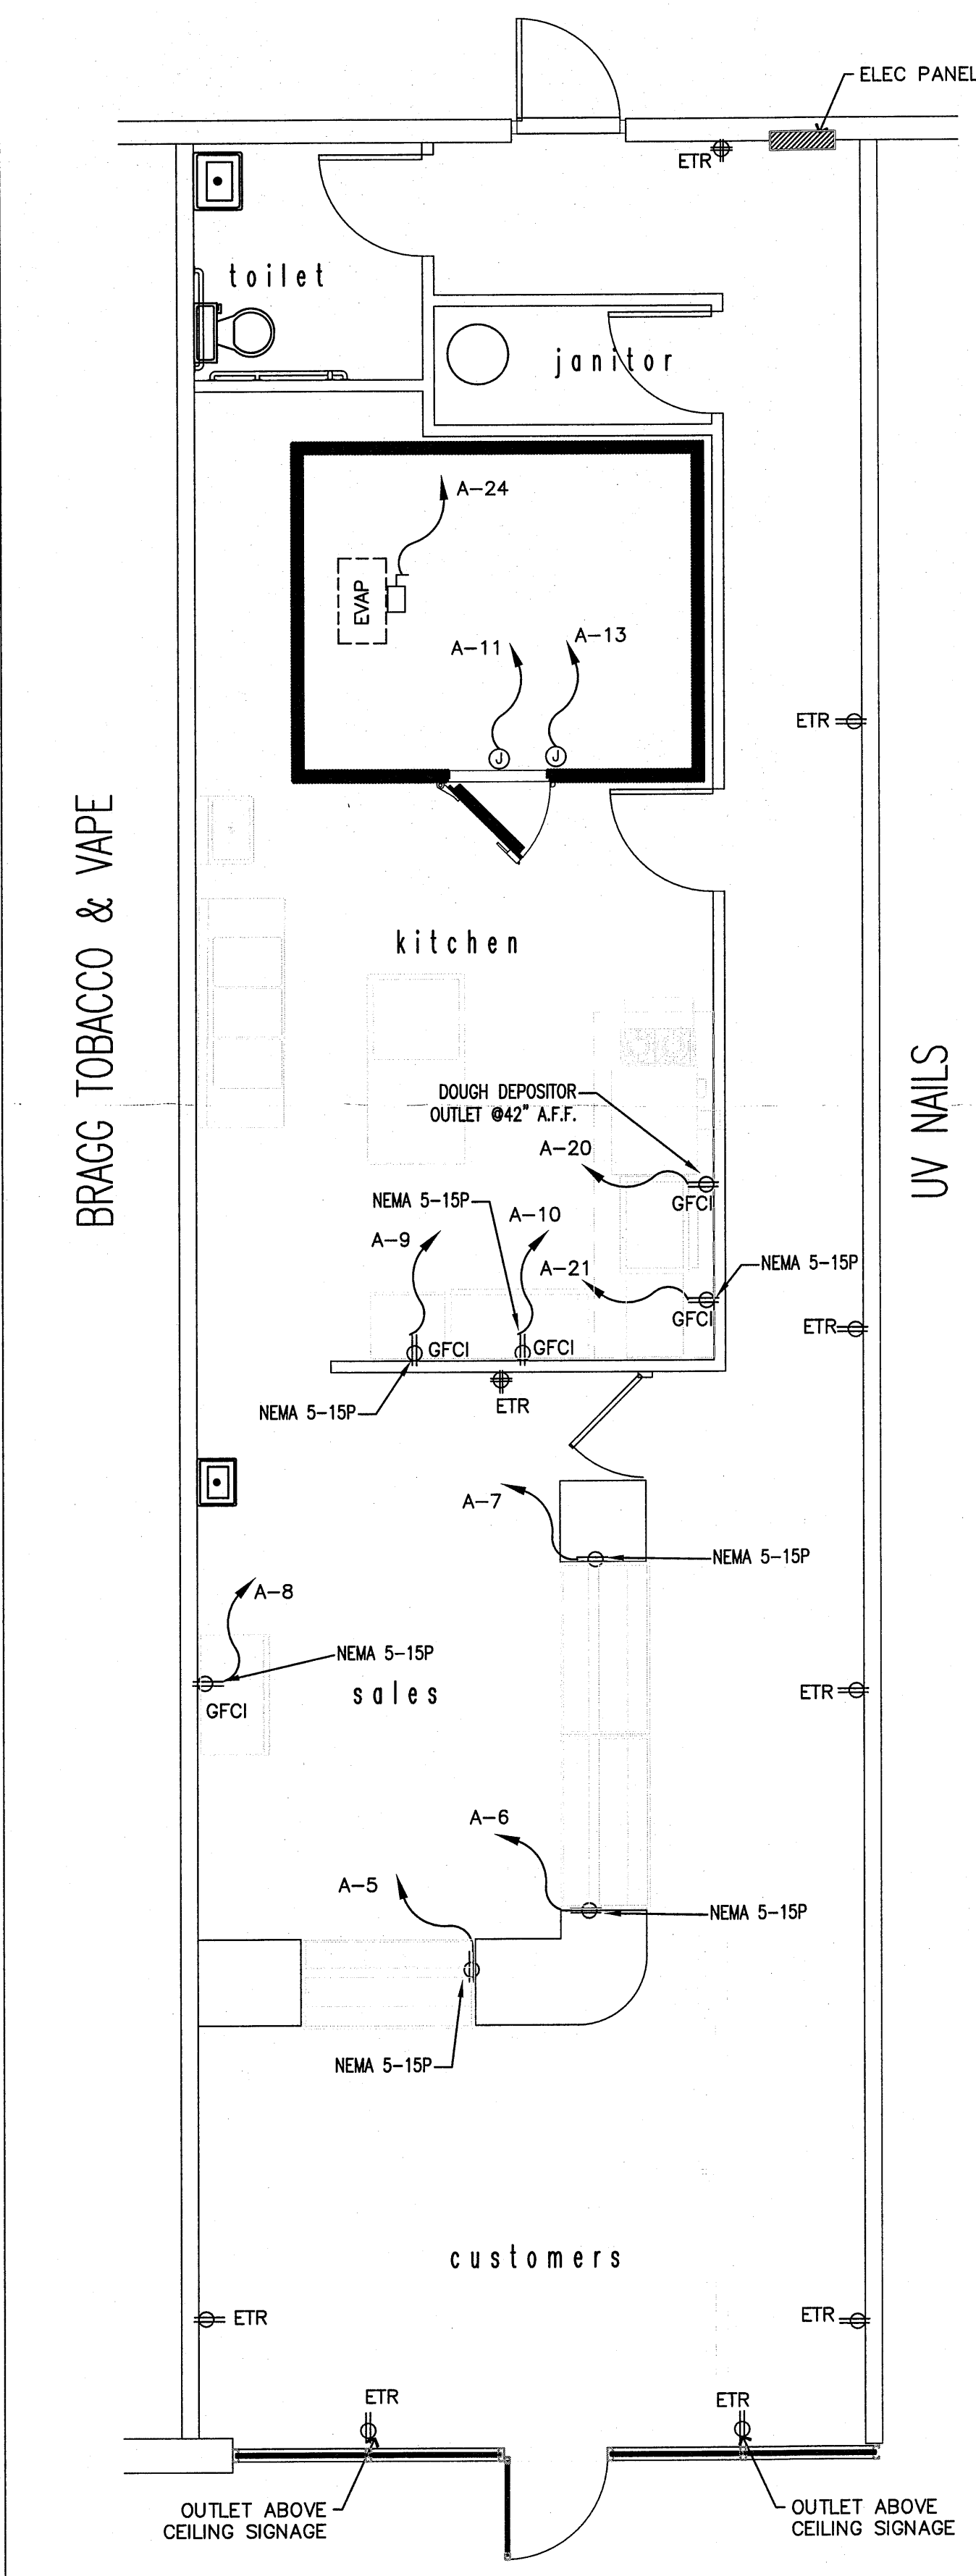 ELEC PANEL
ETR
toilet
janitor
A-24
EVAP
A-11
A-13
J
J
ETR
BRAGG TOBACCO & VAPE
kitchen
UV NAILS
DOUGH DEPOSITOR
OUTLET @42" A.F.F.
A-20
GFCI
NEMA 5-15P
A-10
A-9
A-21
NEMA 5-15P
GFCI
GFCI
GFCI
ETR
NEMA 5-15P
ETR
A-7
NEMA 5-15P
A-8
NEMA 5-15P
GFCI
sales
ETR
A-6
A-5
NEMA 5-15P
NEMA 5-15P
customers
ETR
ETR
ETR
ETR
OUTLET ABOVE
CEILING SIGNAGE
OUTLET ABOVE
CEILING SIGNAGE